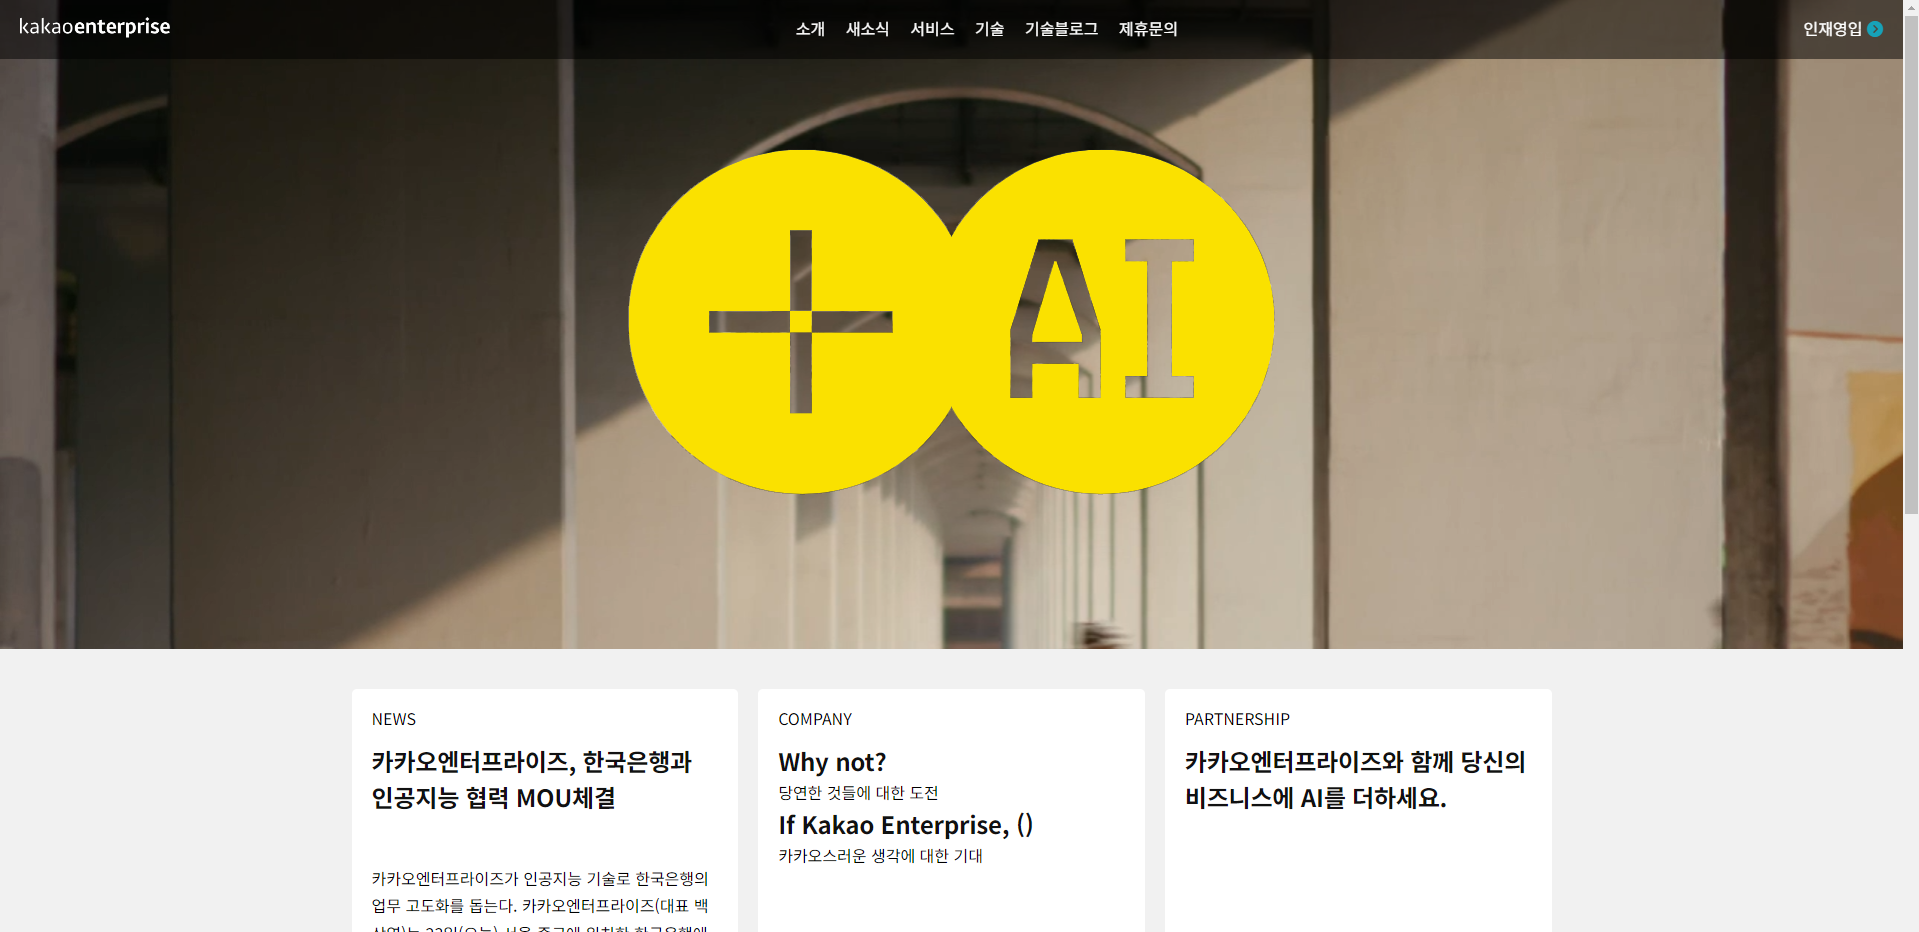 kakaoenterprise
소개 새소식 서비스 기술 기술블로그 제휴문의
인재영입
+ AI
NEWS
카카오엔터프라이즈, 한국은행과
인공지능 협력 MOU체결
카카오엔터프라이즈가 인공지능 기술로 한국은행의
업무 고도화를 돕는다. 카카오엔터프라이즈(대표 백
COMPANY
Why not?
당연한 것들에 대한 도전
If Kakao Enterprise, ()
카카오스러운 생각에 대한 기대
PARTNERSHIP
카카오엔터프라이즈와 함께 당신의
비즈니스에 AI를 더하세요.